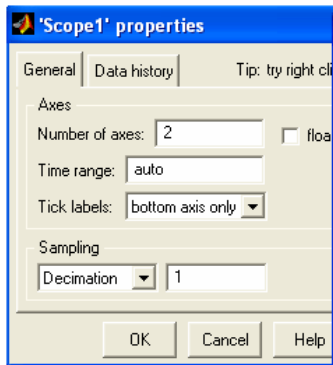 'Scope1' properties
General Data history Tip: try right cli
Axes
Number of axes: 2 floa
Time range: auto
Tick labels: bottom axis only
Sampling
Decimation 1
OK Cancel Help